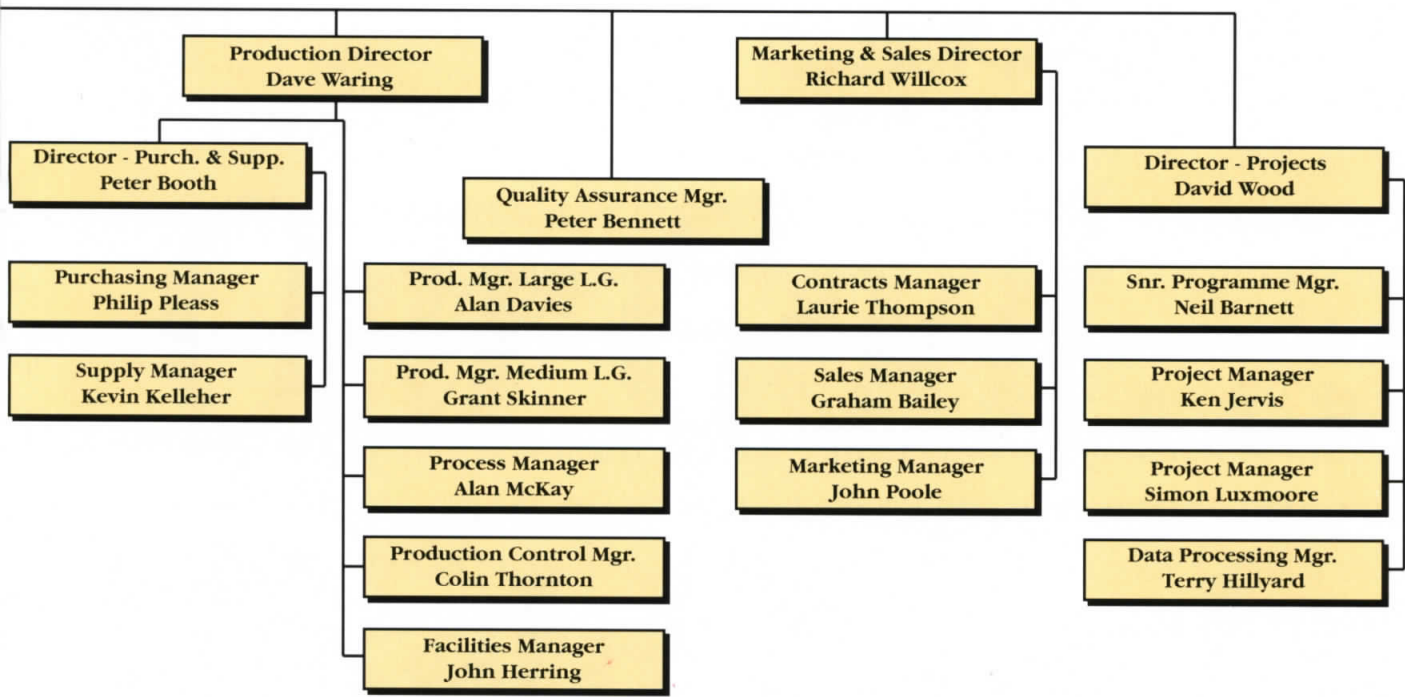 Production Director
Dave Waring
Marketing & Sales Director
Richard Willcox
Director - Purch. & Supp.
Peter Booth
Quality Assurance Mgr.
Peter Bennett
Director - Projects
David Wood
Purchasing Manager
Philip Pleass
Supply Manager
Kevin Kelleher
Prod. Mgr. Large L.G.
Alan Davies
Prod. Mgr. Medium L.G.
Grant Skinner
Process Manager
Alan McKay
Production Control Mgr.
Colin Thornton
Facilities Manager
John Herring
Contracts Manager
Laurie Thompson
Sales Manager
Graham Bailey
Marketing Manager
John Poole
Snr. Programme Mgr.
Neil Barnett
Project Manager
Ken Jervis
Project Manager
Simon Luxmoore
Data Processing Mgr.
Terry Hillyard